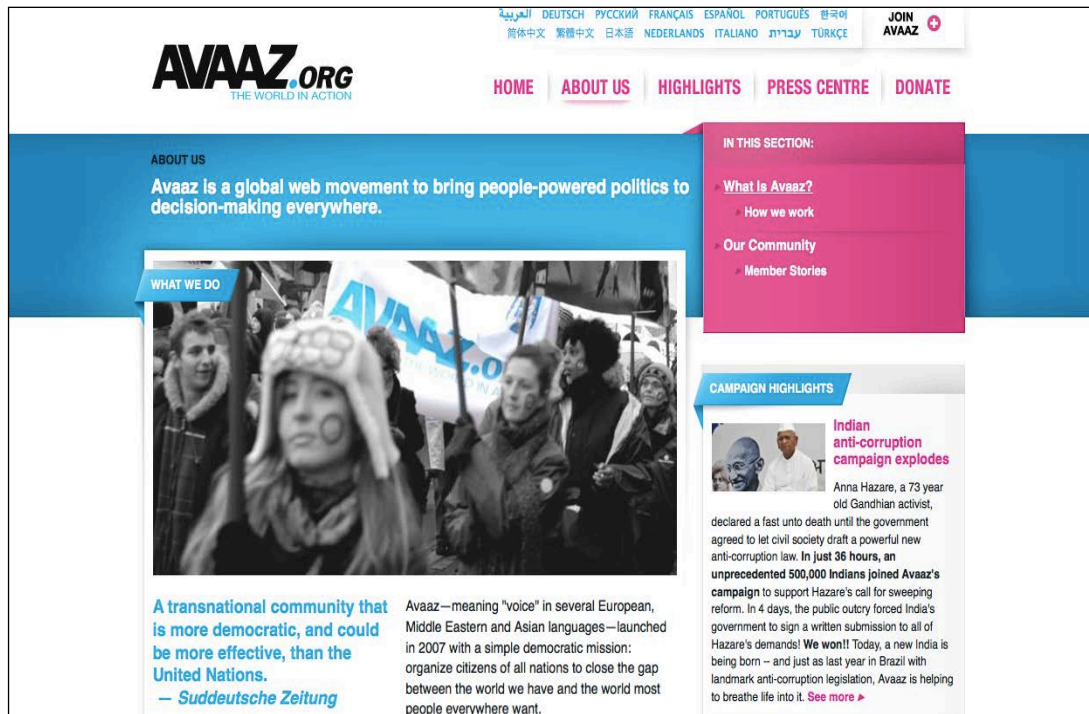 العربية DEUTSCH РУССКИЙ FRANÇAIS ESPAÑOL PORTUGUÊS 한국어
简体中文 繁體中文 日本語 NEDERLANDS ITALIANO עברית TÜRKÇE
JOIN
AVAAZ
AVAAZ.ORG
THE WORLD IN ACTION
HOME ABOUT US HIGHLIGHTS PRESS CENTRE DONATE
ABOUT US
Avaaz is a global web movement to bring people-powered politics to
decision-making everywhere.
IN THIS SECTION:
What Is Avaaz?
How we work
Our Community
Member Stories
WHAT WE DO
AVAAZ.o
THE WORLD IN A
A transnational community that
is more democratic, and could
be more effective, than the
United Nations.
— Suddeutsche Zeitung
Avaaz—meaning "voice" in several European,
Middle Eastern and Asian languages—launched
in 2007 with a simple democratic mission:
organize citizens of all nations to close the gap
between the world we have and the world most
people everywhere want.
CAMPAIGN HIGHLIGHTS
Indian
anti-corruption
campaign explodes
Anna Hazare, a 73 year
old Gandhian activist,
declared a fast unto death until the government
agreed to let civil society draft a powerful new
anti-corruption law. In just 36 hours, an
unprecedented 500,000 Indians joined Avaaz's
campaign to support Hazare's call for sweeping
reform. In 4 days, the public outcry forced India's
government to sign a written submission to all of
Hazare's demands! We won!! Today, a new India is
being born – and just as last year in Brazil with
landmark anti-corruption legislation, Avaaz is helping
to breathe life into it. See more